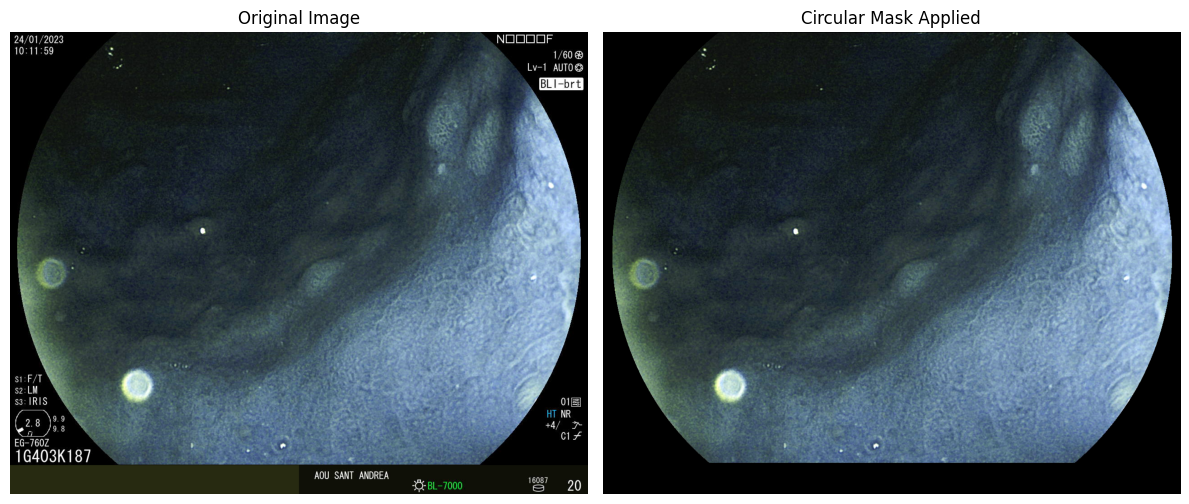 Original Image
Circular Mask Applied
24/01/2023
10:11:59
N□□□□F
1/60
Lv-1 AUTO
BLI-brt
S1:F/T
S2:LM
S3:IRIS
2.8
9.9
9.8
EG-760Z
1G403K187
01
HT NR
+4/
C1
AOU SANT ANDREA
BL-7000
16087
20